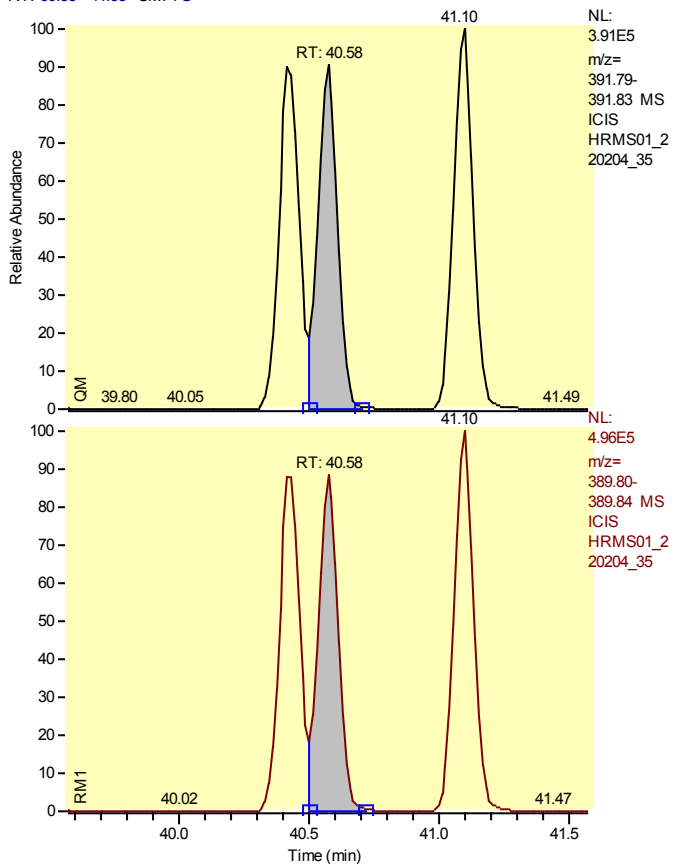 41.10
RT: 40.58
100
90
80
70
60
50
40
30
20
10
0
Relative Abundance
QM
39.80
40.05
41.49
NL:
3.91E5
m/z=
391.79-
391.83 MS
ICIS
HRMS01_2
20204_35
41.10
RT: 40.58
100
90
80
70
60
50
40
30
20
10
0
RM1
40.02
41.47
NL:
4.96E5
m/z=
389.80-
389.84 MS
ICIS
HRMS01_2
20204_35
40.0
40.5
41.0
41.5
Time (min)